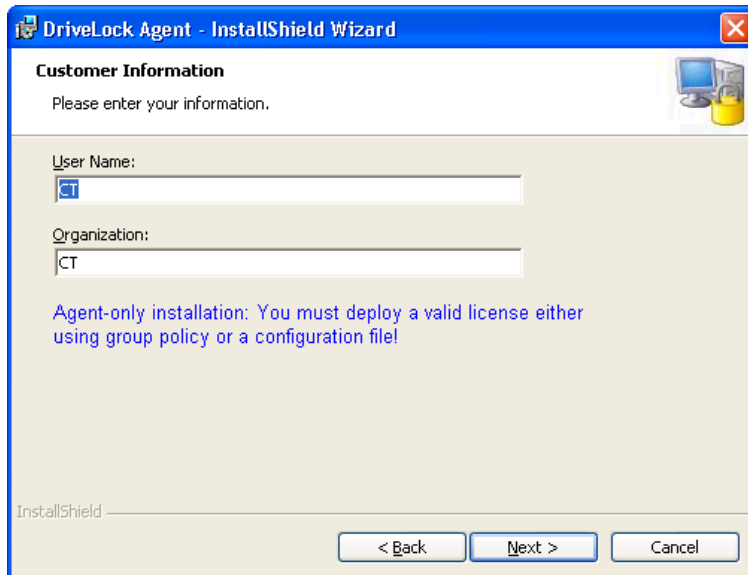 DriveLock Agent - InstallShield Wizard
Customer Information
Please enter your information.
User Name:
CT
Organization:
CT
Agent-only installation: You must deploy a valid license either
using group policy or a configuration file!
InstallShield
< Back Next > Cancel